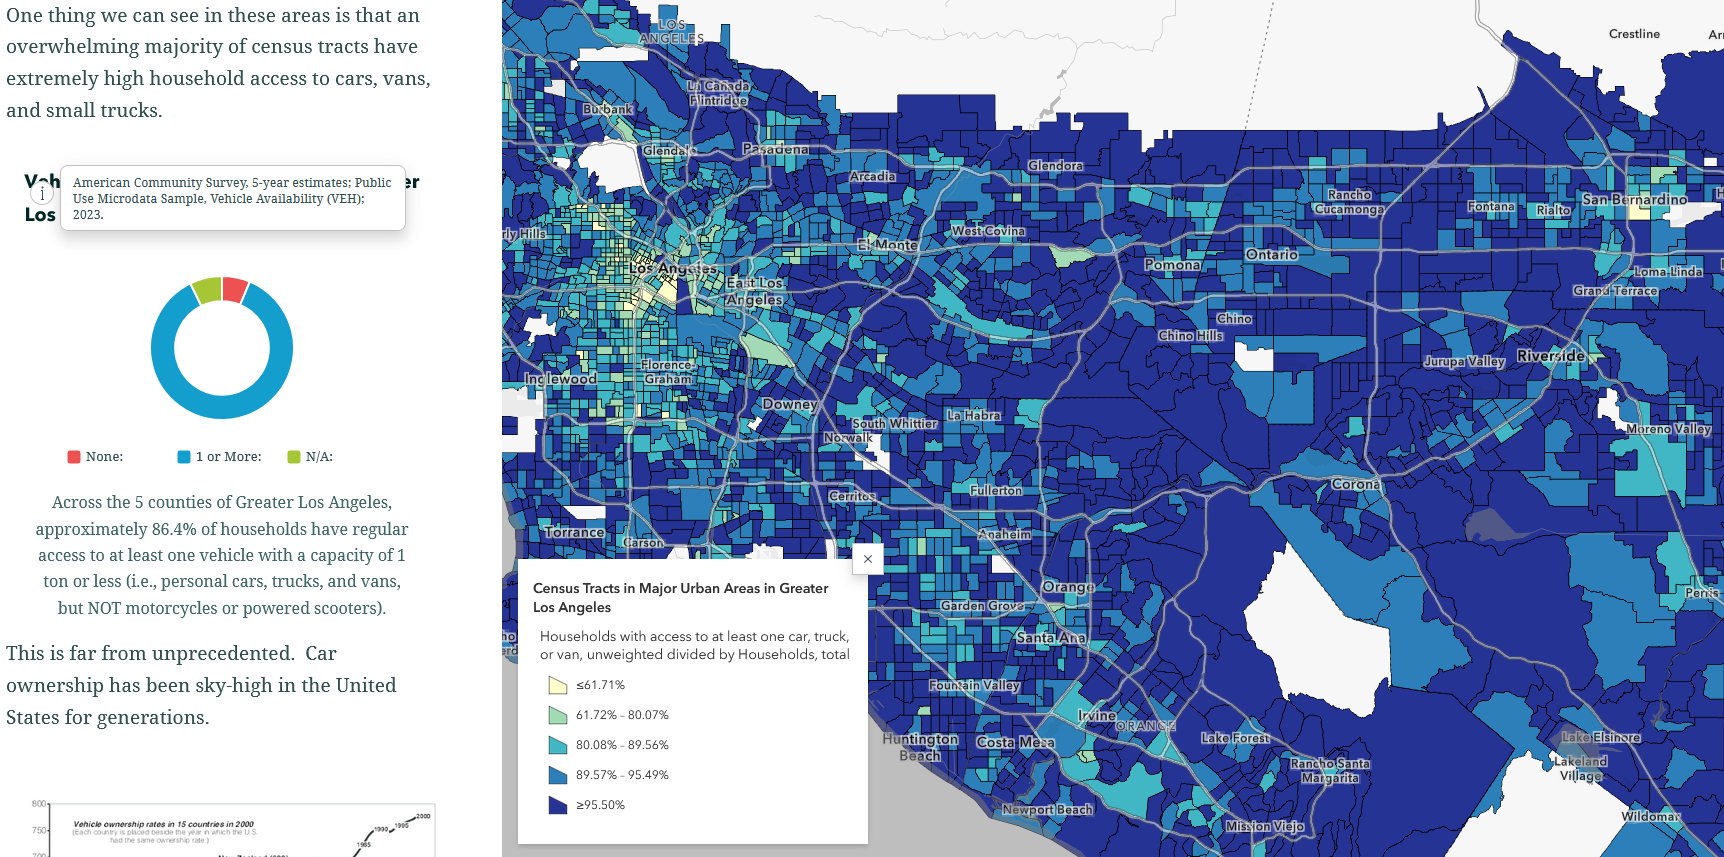 One thing we can see in these areas is that an
overwhelming majority of census tracts have
extremely high household access to cars, vans,
and small trucks.
Veh
er
Los
i
American Community Survey, 5-year estimates; Public
Use Microdata Sample, Vehicle Availability (VEH);
2023.
None:
1 or More:
N/A:
Across the 5 counties of Greater Los Angeles,
approximately 86.4% of households have regular
access to at least one vehicle with a capacity of 1
ton or less (i.e., personal cars, trucks, and vans,
but NOT motorcycles or powered scooters).
This is far from unprecedented. Car
ownership has been sky-high in the United
States for generations.
800
750
700
Vehicle ownership rates in 15 countries in 2000
(Each country is placed beside the year in which the U.S.
had the same ownership rate.)
1985
1990
1995
2000
LOS
ANGELES
Crestline
La Cañada
Flintridge
Burbank
Glendale
Pasadena
Arcadia
Glendora
Rancho
Cucamonga
Fontana
Rialto
San Bernardino
rly Hills
El Monte
West Covina
Pomona
Ontario
Loma Linda
Los Angeles
East Los
Angeles
Grand Terrace
Chino
Chino Hills
Jurupa Valley
Riverside
Inglewood
Florence-
Graham
Downey
La Habra
South Whittier
Norwalk
Moreno Valley
Cerritos
Fullerton
Corona
Torrance
Carson
Anaheim
Orange
Garden Grove
Santa Ana
Perris
Fountain Valley
Irvine
ORANGE
Huntington
Beach
Costa Mesa
Lake Forest
Lake Elsinore
Rancho Santa
Margarita
Lakeland
Village
Newport Beach
Mission Viejo
Wildomar
×
Census Tracts in Major Urban Areas in Greater
Los Angeles
Households with access to at least one car, truck,
or van, unweighted divided by Households, total
≤61.71%
61.72% - 80.07%
80.08% - 89.56%
89.57% - 95.49%
≥95.50%